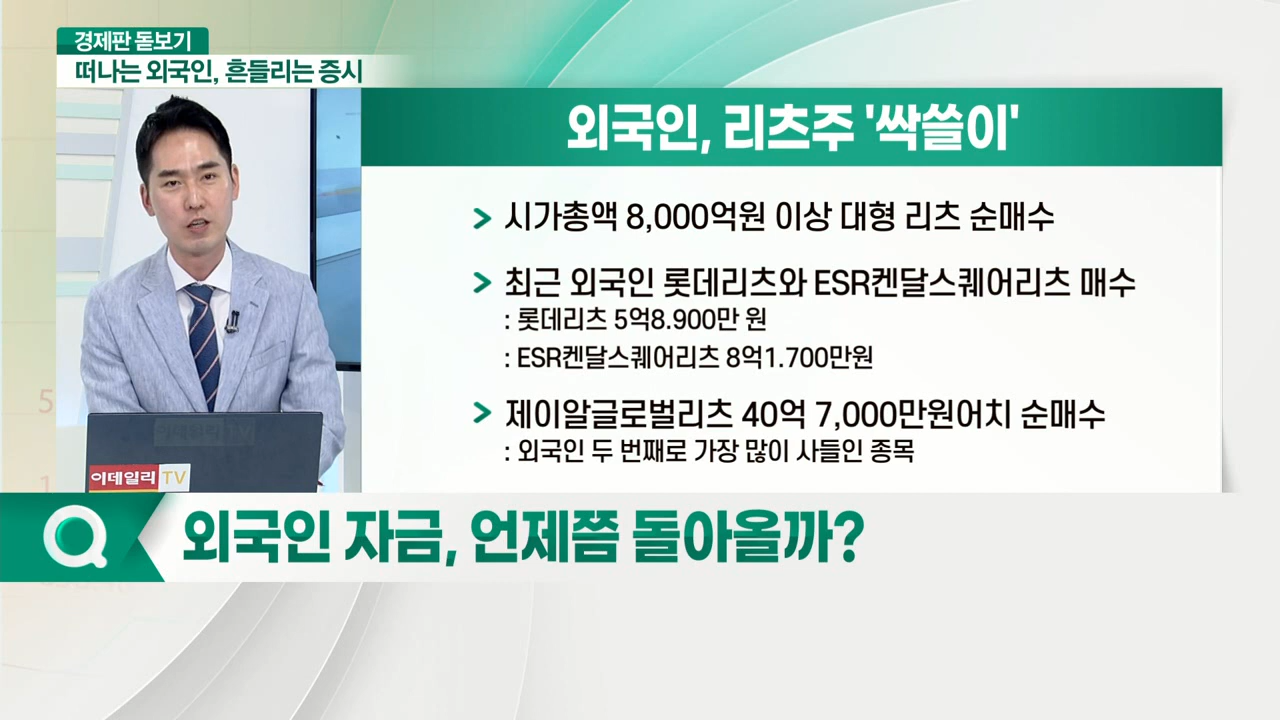 경제판 돋보기
떠나는 외국인, 흔들리는 증시
외국인, 리츠주 '싹쓸이'
시가총액 8,000억원 이상 대형 리츠 순매수
최근 외국인 롯데리츠와 ESR켄달스퀘어리츠 매수
: 롯데리츠 5억8.900만 원
: ESR켄달스퀘어리츠 8억1.700만원
제이알글로벌리츠 40억 7,000만원어치 순매수
: 외국인 두 번째로 가장 많이 사들인 종목
이데일리TV
이데일리 TV
외국인 자금, 언제쯤 돌아올까?